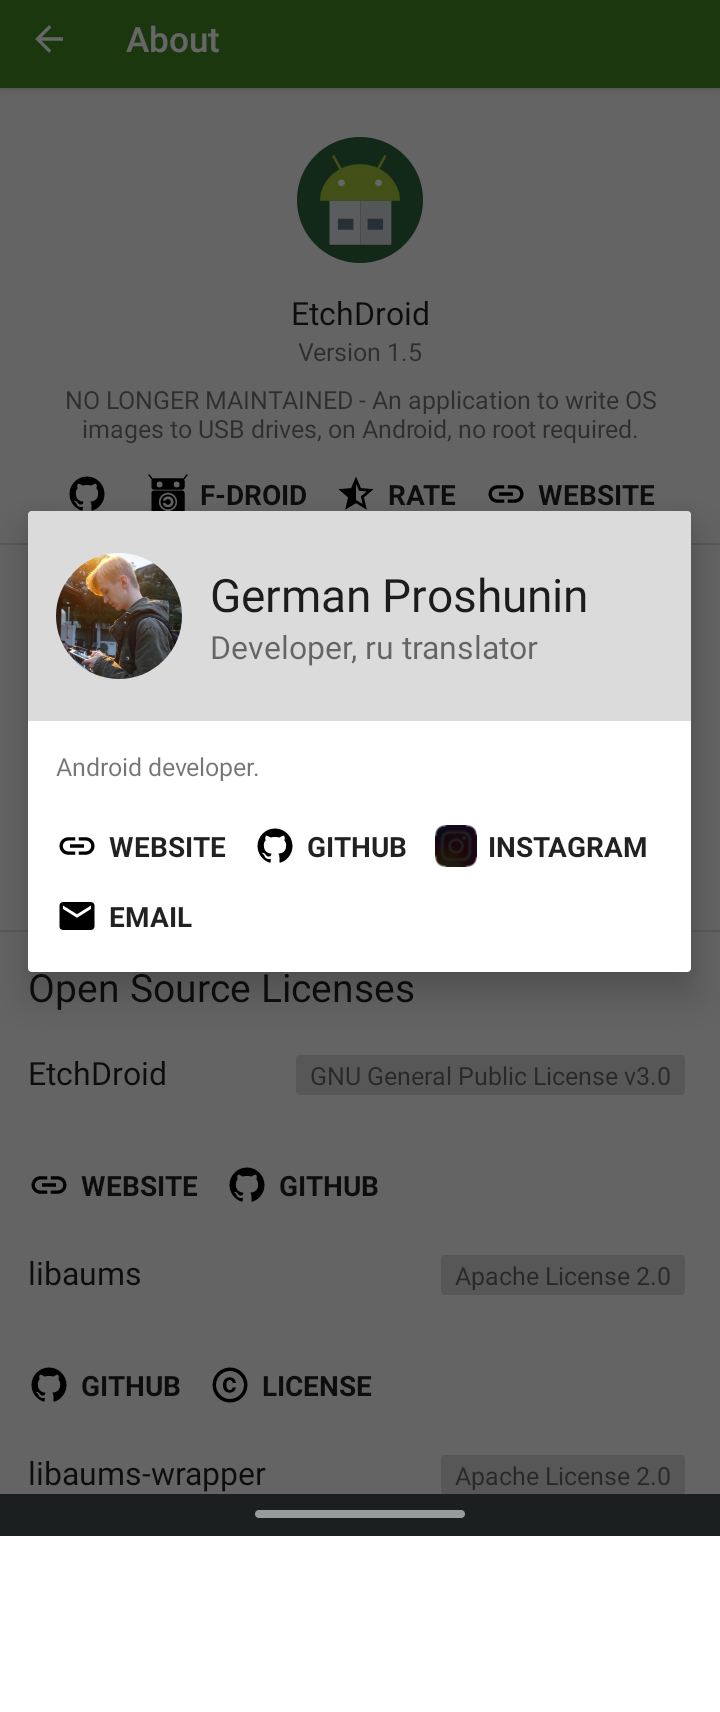 About
EtchDroid
Version 1.5
NO LONGER MAINTAINED - An application to write OS
images to USB drives, on Android, no root required.
F-DROID RATE WEBSITE
German Proshunin
Developer, ru translator
Android developer.
WEBSITE GITHUB INSTAGRAM
EMAIL
Open Source Licenses
EtchDroid GNU General Public License v3.0
WEBSITE GITHUB
libaums Apache License 2.0
GITHUB LICENSE
libaums-wrapper Apache License 2.0